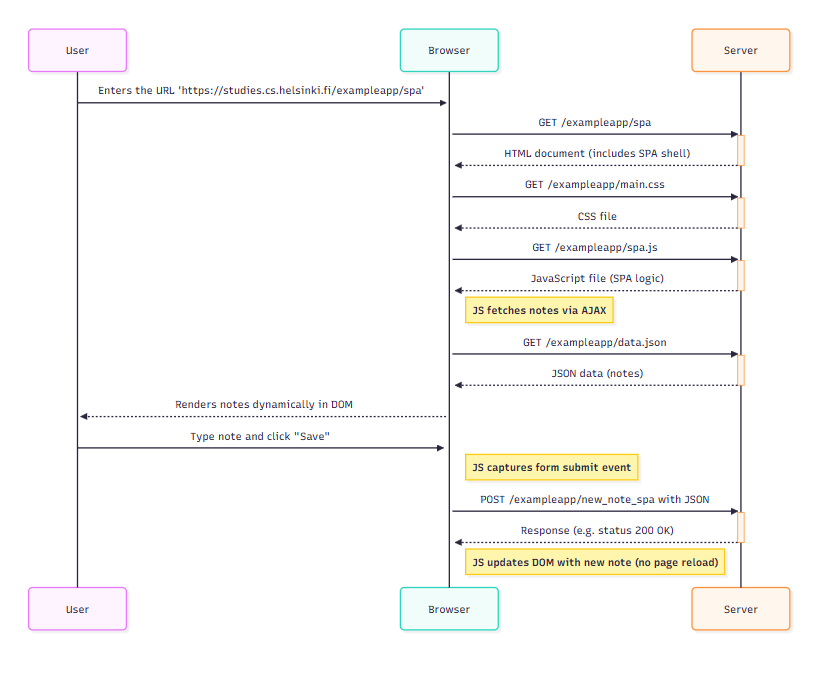 User
Browser
Server
Enters the URL 'https://studies.cs.helsinki.fi/exampleapp/spa'
GET /exampleapp/spa
HTML document (includes SPA shell)
GET /exampleapp/main.css
CSS file
GET /exampleapp/spa.js
JavaScript file (SPA logic)
JS fetches notes via AJAX
GET /exampleapp/data.json
JSON data (notes)
Renders notes dynamically in DOM
Type note and click "Save"
JS captures form submit event
POST /exampleapp/new_note_spa with JSON
Response (e.g. status 200 OK)
JS updates DOM with new note (no page reload)
User
Browser
Server